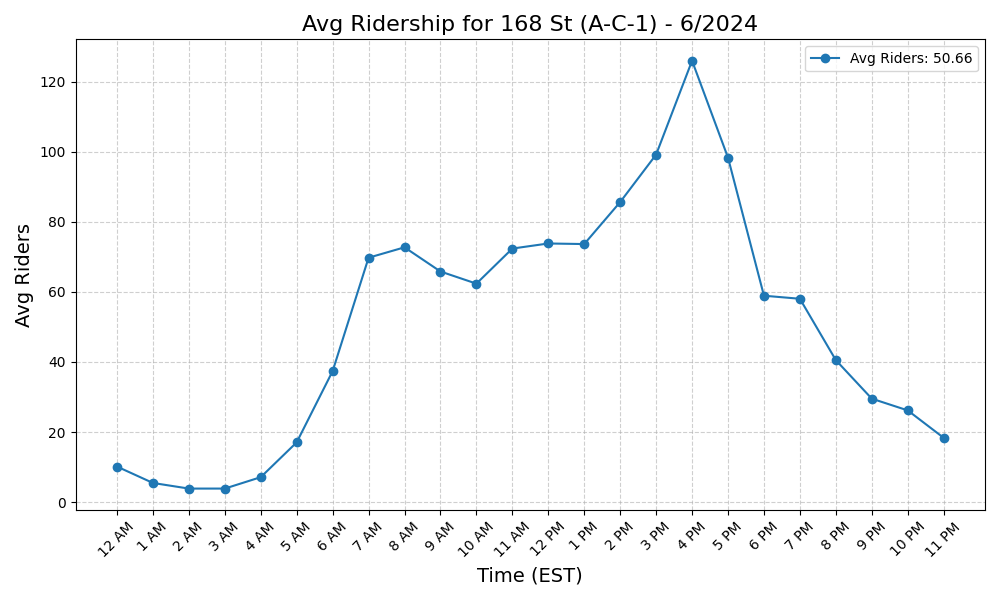 Avg Ridership for 168 St (A-C-1) - 6/2024
Avg Riders: 50.66
Avg Riders
120
100
80
60
40
20
0
12 AM
1 AM
2 AM
3 AM
4 AM
5 AM
6 AM
7 AM
8 AM
9 AM
10 AM
11 AM
12 PM
1 PM
2 PM
3 PM
4 PM
5 PM
6 PM
7 PM
8 PM
9 PM
10 PM
11 PM
Time (EST)